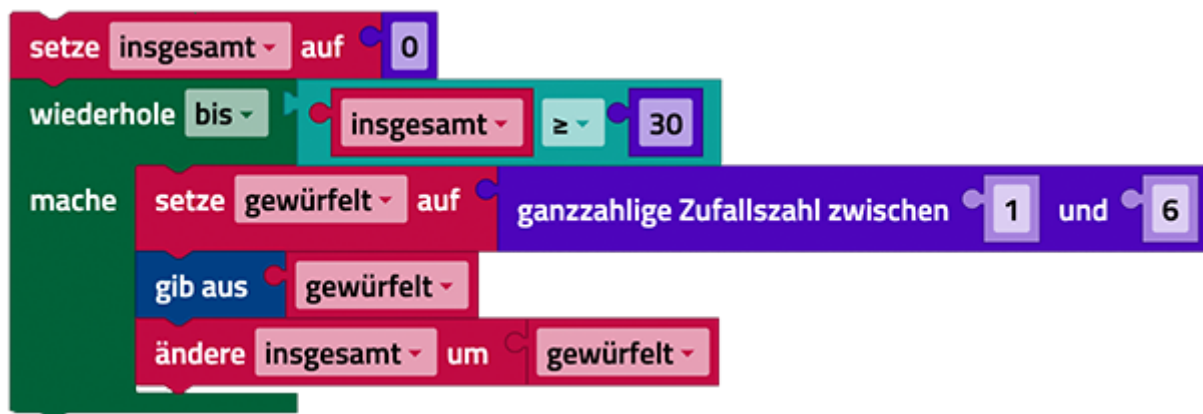 setze insgesamt auf 0
wiederhole bis insgesamt ≥ 30
mache setze gewürfelt auf ganzzahlige Zufallszahl zwischen 1 und 6
gib aus gewürfelt
ändere insgesamt um gewürfelt